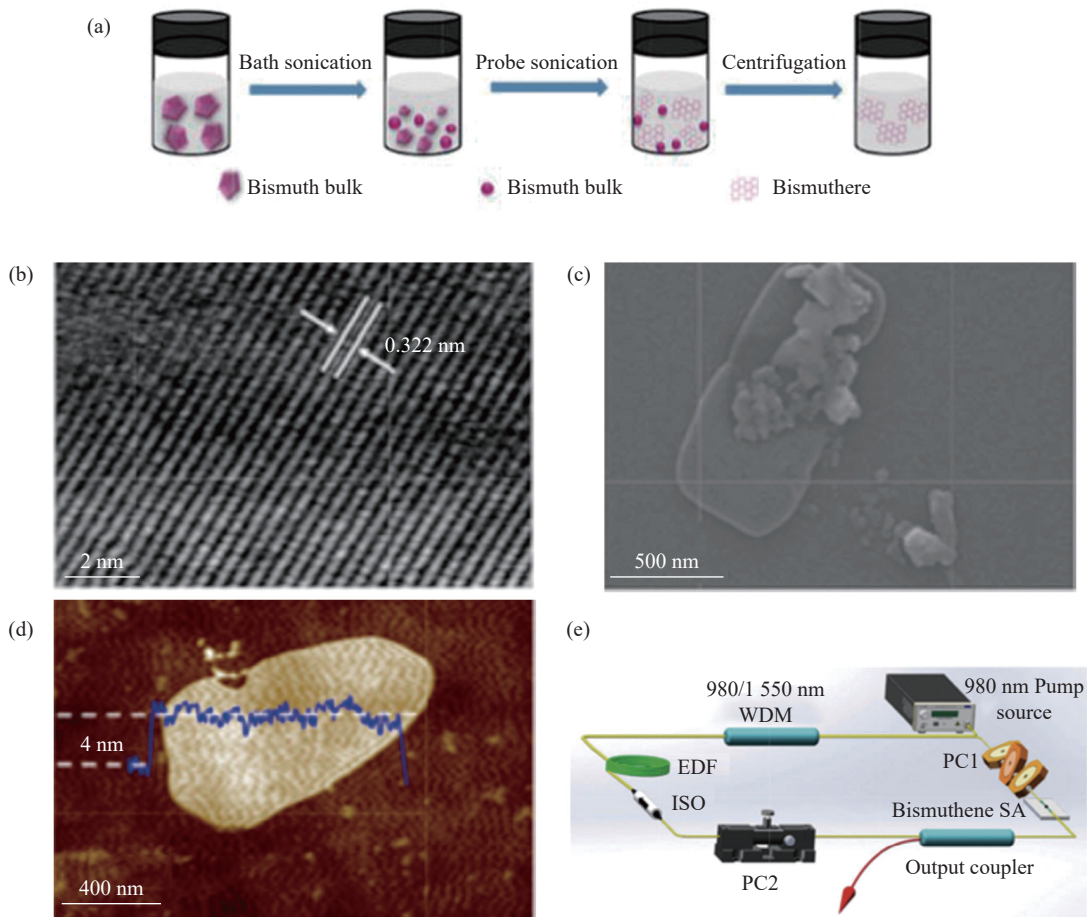 (a)
Bath sonication
Probe sonication
Centrifugation
Bismuth bulk
Bismuth bulk
Bismuthere
(b)
0.322 nm
2 nm
(c)
500 nm
(d)
4 nm
400 nm
(e)
980/1 550 nm
WDM
980 nm Pump
source
EDF
PC1
ISO
Bismuthene SA
PC2
Output coupler